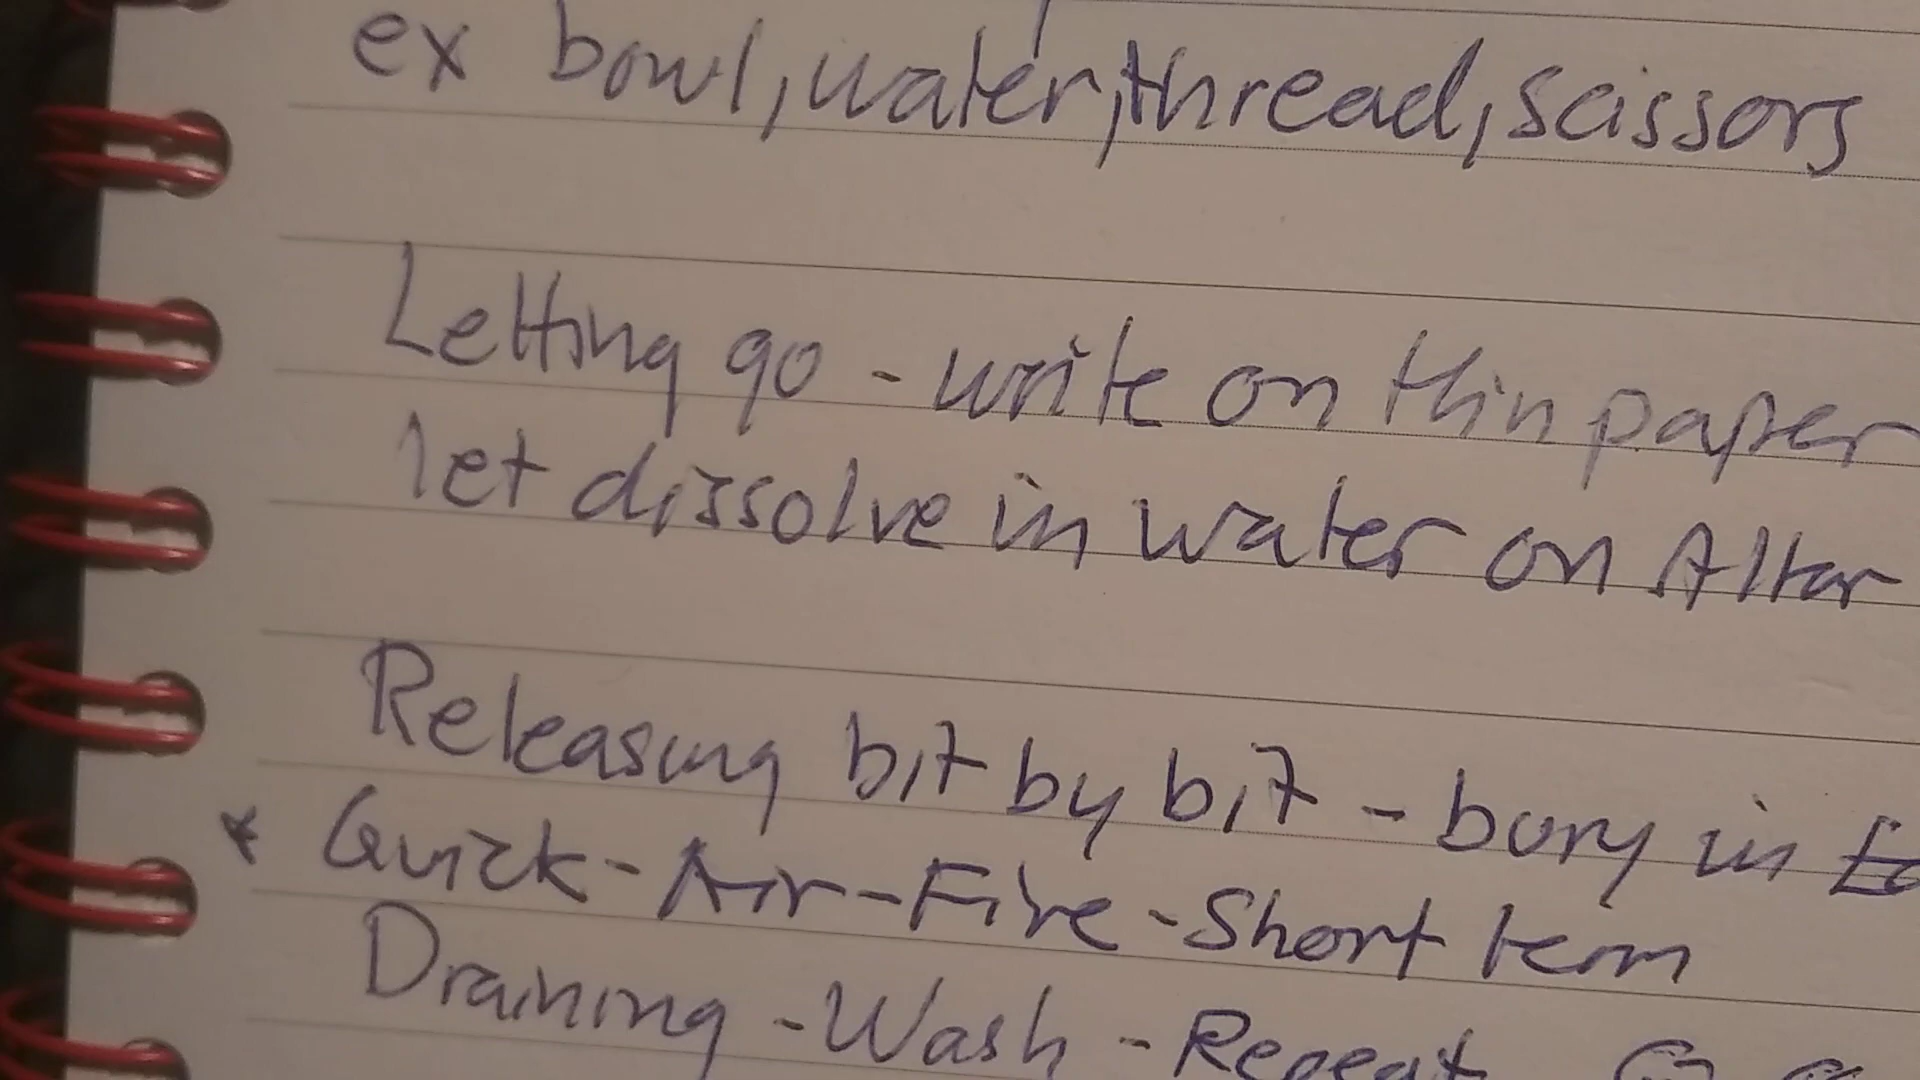 ex bowl, water, thread, scissors
Letting go - write on thin paper
let dissolve in water on Altar
Releasing bit by bit - bury in
* Quick - Air - Fire - Short term
Draining - Wash - Repeat